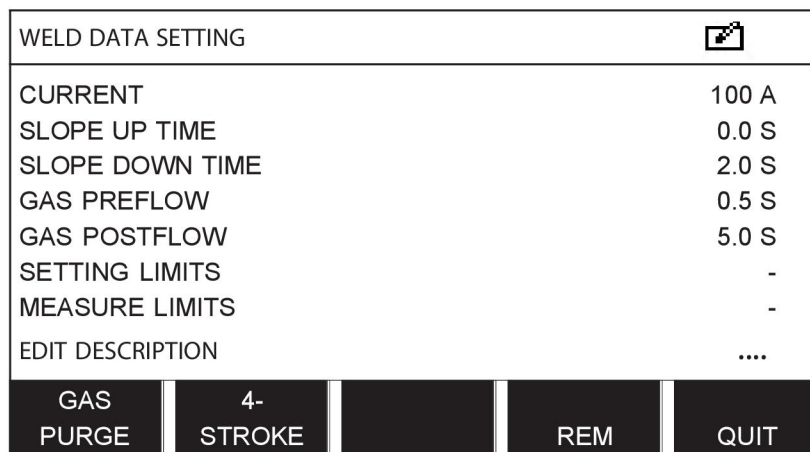 WELD DATA SETTING
CURRENT 100 A
SLOPE UP TIME 0.0 S
SLOPE DOWN TIME 2.0 S
GAS PREFLOW 0.5 S
GAS POSTFLOW 5.0 S
SETTING LIMITS -
MEASURE LIMITS -
EDIT DESCRIPTION ....
GAS 4-
PURGE STROKE REM QUIT